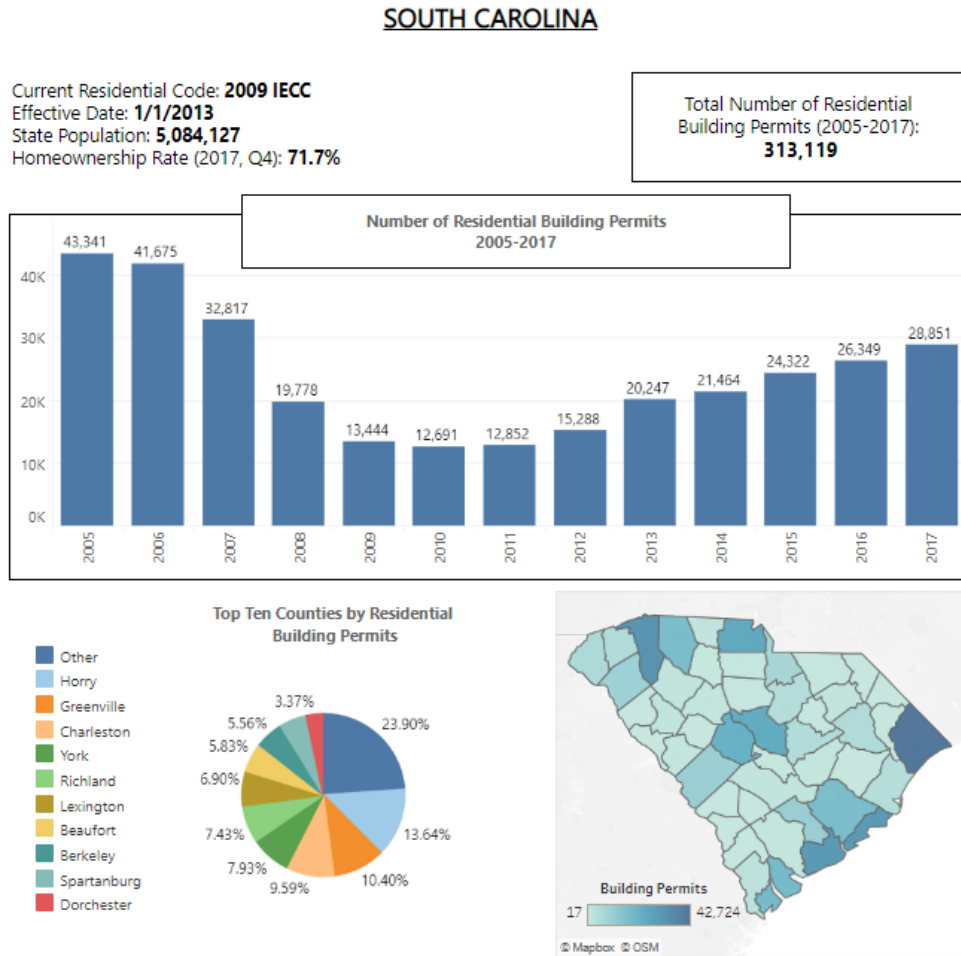 SOUTH CAROLINA
Current Residential Code: 2009 IECC
Effective Date: 1/1/2013
State Population: 5,084,127
Homeownership Rate (2017, Q4): 71.7%
Total Number of Residential
Building Permits (2005-2017):
313,119
Number of Residential Building Permits
2005-2017
43,341
41,675
32,817
19,778
13,444
12,691
12,852
15,288
20,247
21,464
24,322
26,349
28,851
40K
30K
20K
10K
0K
2005
2006
2007
2008
2009
2010
2011
2012
2013
2014
2015
2016
2017
Top Ten Counties by Residential
Building Permits
Other
Horry
Greenville
Charleston
York
Richland
Lexington
Beaufort
Berkeley
Spartanburg
Dorchester
23.90%
13.64%
10.40%
9.59%
7.93%
7.43%
6.90%
5.83%
5.56%
3.37%
Building Permits
17
42,724
© Mapbox © OSM